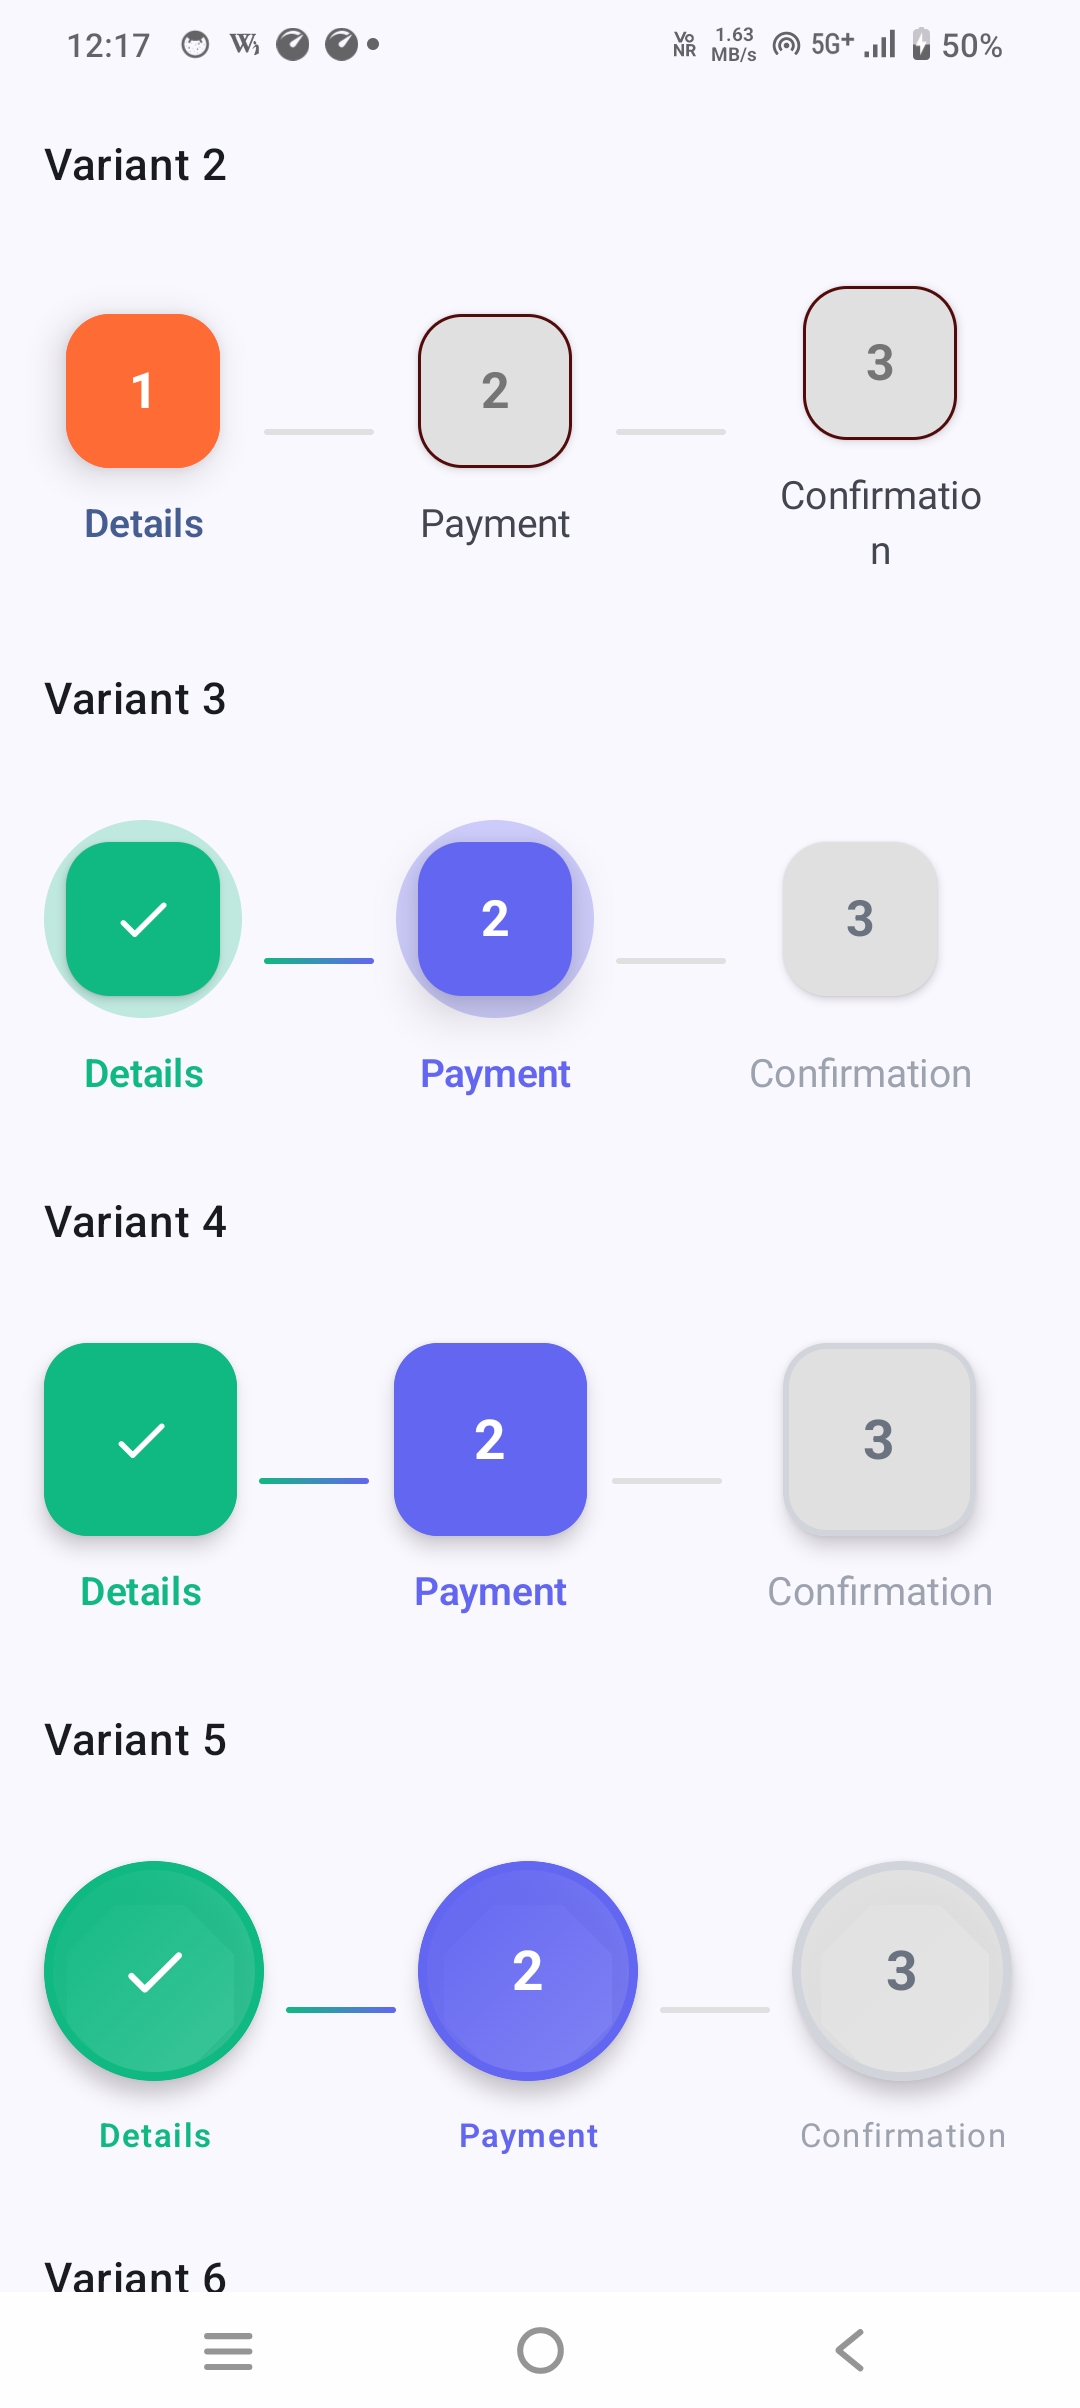 12:17
Vo NR 1.63 MB/s 5G+ 50%
Variant 2
1 2 3
Details Payment Confirmatio
n
Variant 3
2 3
Details Payment Confirmation
Variant 4
2 3
Details Payment Confirmation
Variant 5
2 3
Details Payment Confirmation
Variant 6